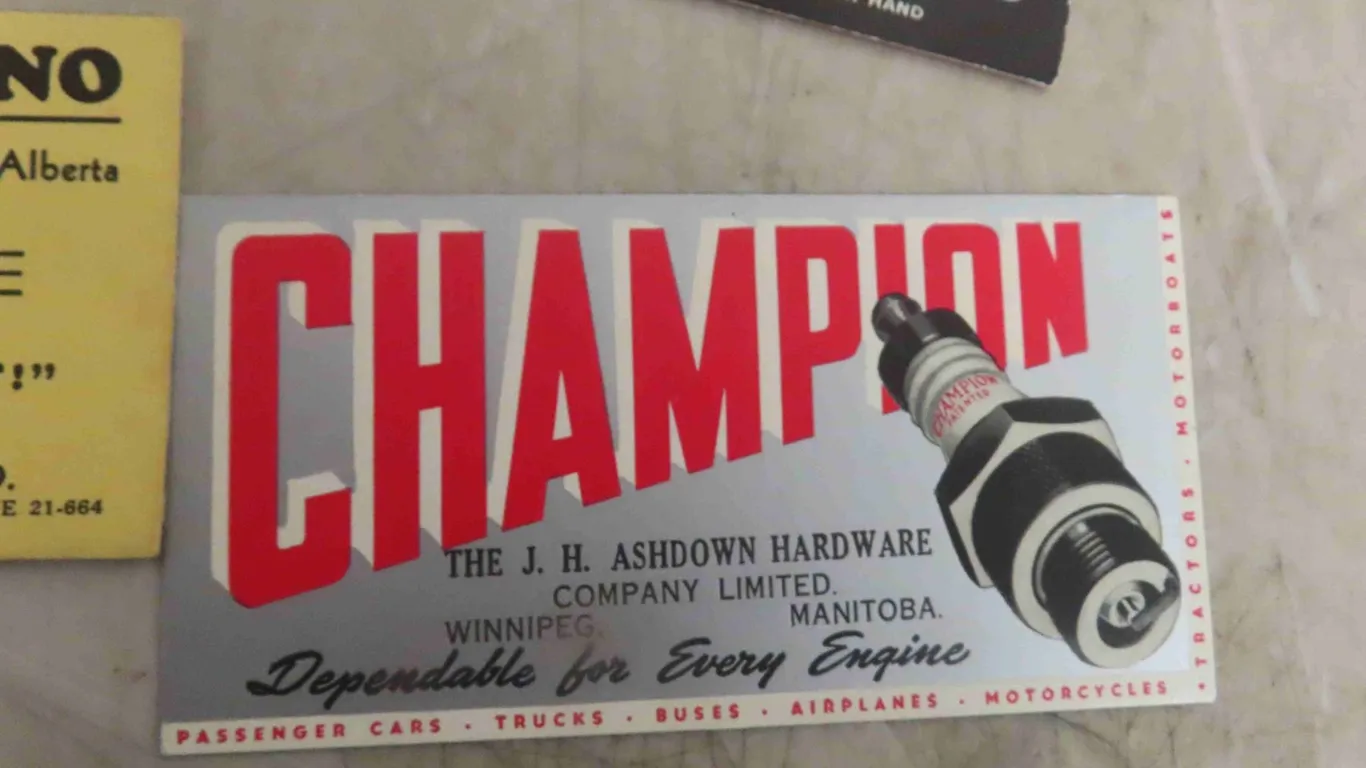 HAND
NO
Alberta
!”
E 21-664
CHAMPION
CHAMPION
PATENTED
THE J. H. ASHDOWN HARDWARE
COMPANY LIMITED.
WINNIPEG. MANITOBA.
Dependable for Every Engine
PASSENGER CARS · TRUCKS · BUSES · AIRPLANES · MOTORCYCLES · TRACTORS · MOTORBOATS